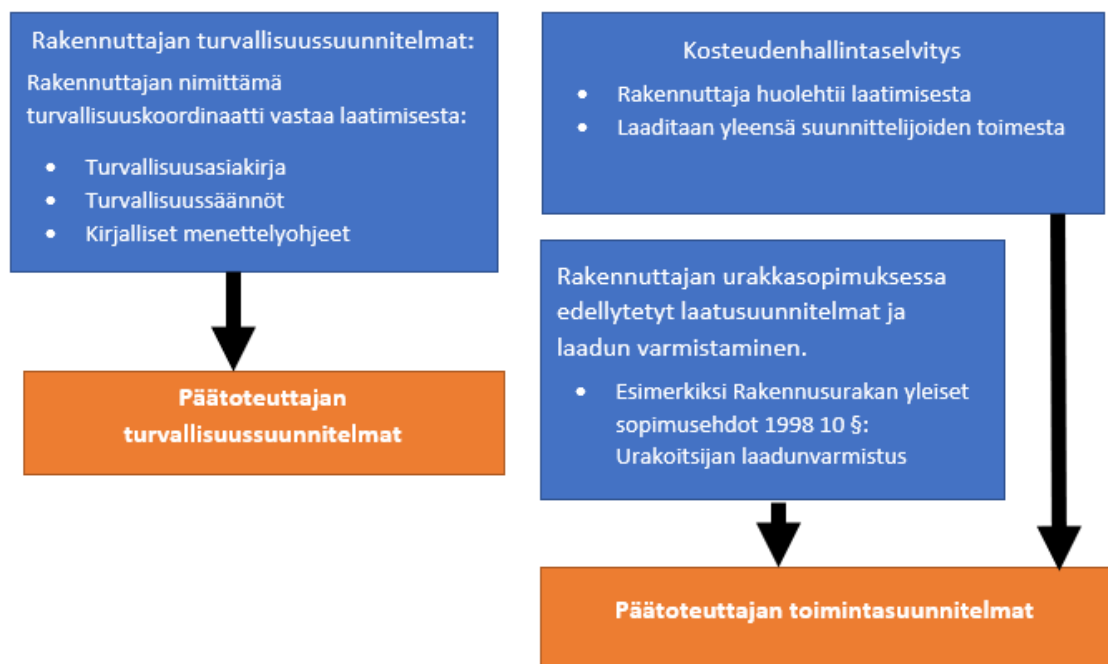 Rakennuttajan turvallisuussuunnitelmat:
Rakennuttajan nimittämä
turvallisuuskoordinaatti vastaa laatimisesta:
• Turvallisuusasiakirja
• Turvallisuussäännöt
• Kirjalliset menettelyohjeet
Päätoteuttajan
turvallisuussuunnitelmat
Kosteudenhallintaselvitys
• Rakennuttaja huolehtii laatimisesta
• Laaditaan yleensä suunnittelijoiden toimesta
Rakennuttajan urakkasopimuksessa
edellytetyt laatusuunnitelmat ja
laadun varmistaminen.
• Esimerkiksi Rakennusurakan yleiset
sopimusehdot 1998 10 §:
Urakoitsijan laadunvarmistus
Päätoteuttajan toimintasuunnitelmat